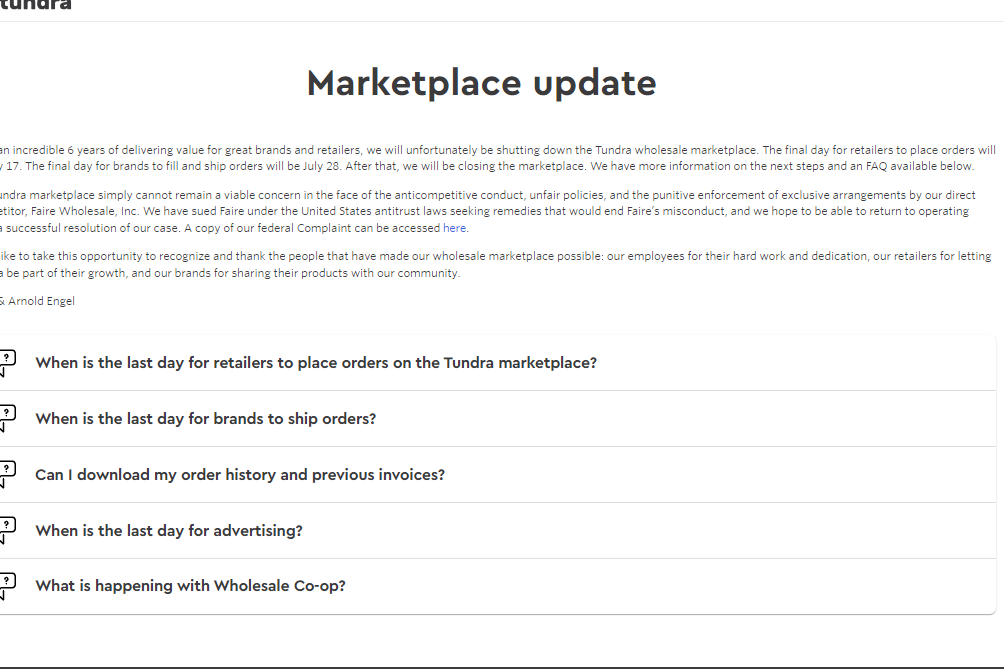 tundra
Marketplace update
an incredible 6 years of delivering value for great brands and retailers, we will unfortunately be shutting down the Tundra wholesale marketplace. The final day for retailers to place orders will
17. The final day for brands to fill and ship orders will be July 28. After that, we will be closing the marketplace. We have more information on the next steps and an FAQ available below.
undra marketplace simply cannot remain a viable concern in the face of the anticompetitive conduct, unfair policies, and the punitive enforcement of exclusive arrangements by our direct
etitor, Faire Wholesale, Inc. We have sued Faire under the United States antitrust laws seeking remedies that would end Faire's misconduct, and we hope to be able to return to operating
a successful resolution of our case. A copy of our federal Complaint can be accessed here.
like to take this opportunity to recognize and thank the people that have made our wholesale marketplace possible: our employees for their hard work and dedication, our retailers for letting
a be part of their growth, and our brands for sharing their products with our community.
& Arnold Engel
When is the last day for retailers to place orders on the Tundra marketplace?
When is the last day for brands to ship orders?
Can I download my order history and previous invoices?
When is the last day for advertising?
What is happening with Wholesale Co-op?